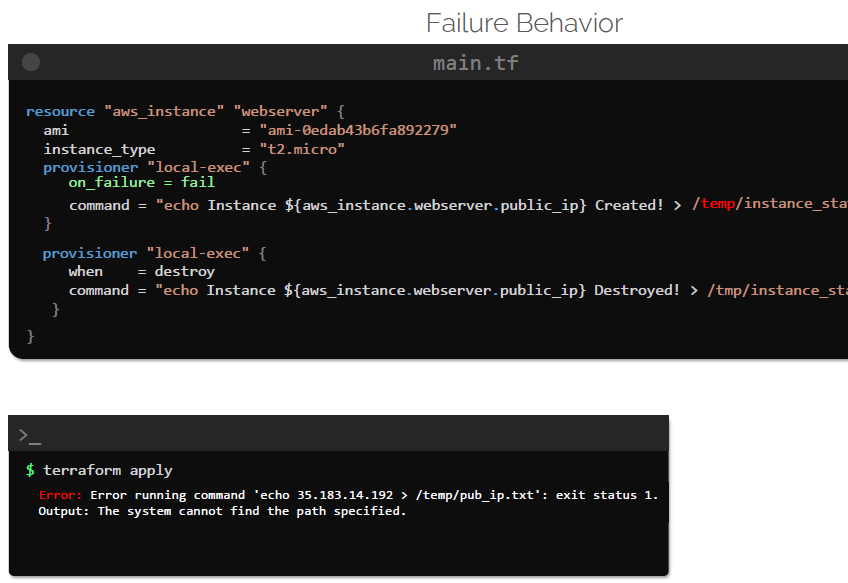 Failure Behavior
main.tf
resource "aws_instance" "webserver" {
ami = "ami-0edab43b6fa892279"
instance_type = "t2.micro"
provisioner "local-exec" {
on_failure = fail
command = "echo Instance ${aws_instance.webserver.public_ip} Created! > /temp/instance_sta
}
provisioner "local-exec" {
when = destroy
command = "echo Instance ${aws_instance.webserver.public_ip} Destroyed! > /tmp/instance_sta
}
}
>_
$ terraform apply
Error: Error running command 'echo 35.183.14.192 > /temp/pub_ip.txt': exit status 1.
Output: The system cannot find the path specified.